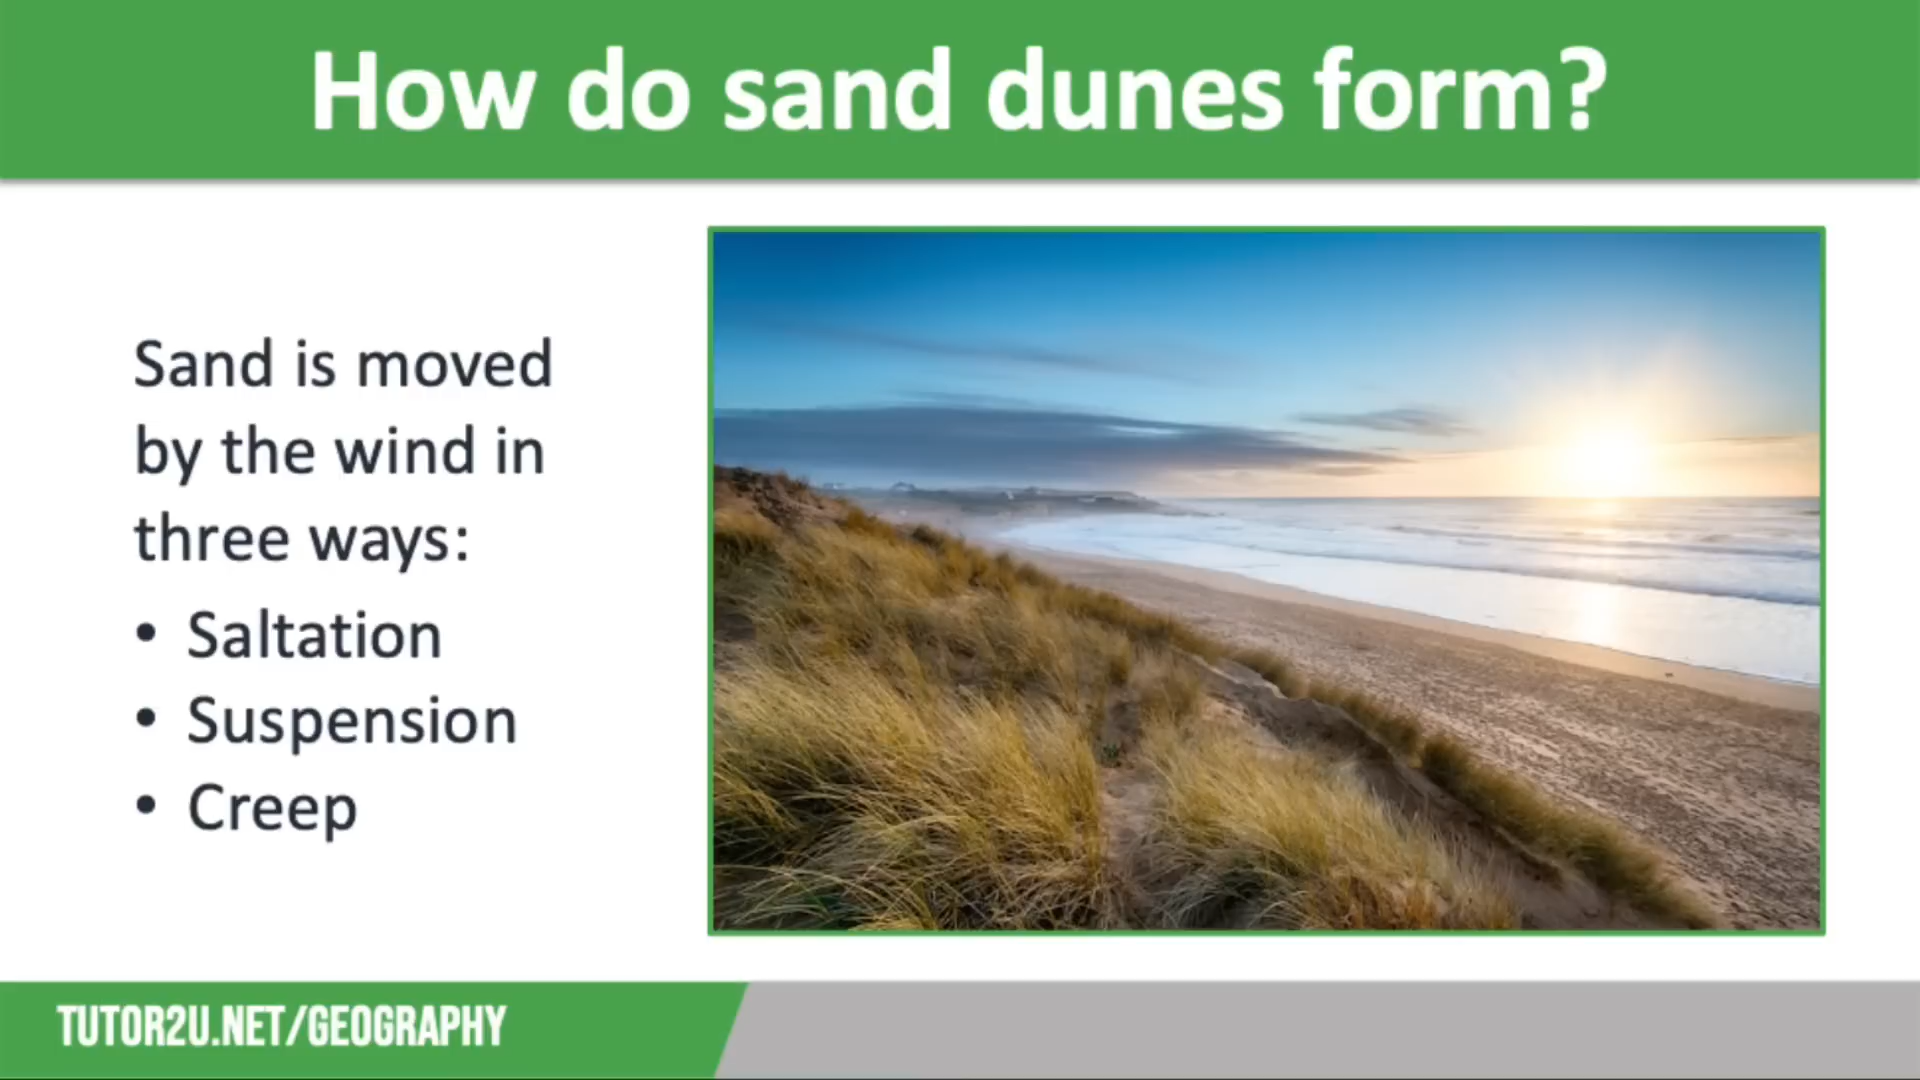 How do sand dunes form?
Sand is moved
by the wind in
three ways:
• Saltation
• Suspension
• Creep
TUTOR2U.NET/GEOGRAPHY